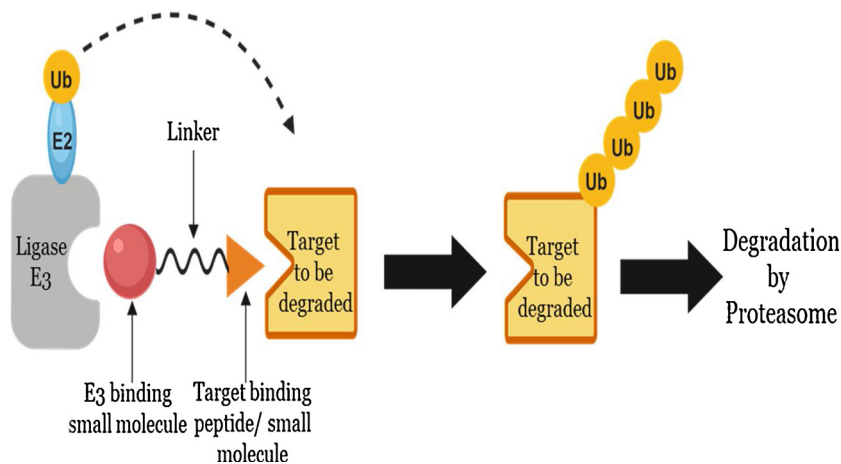 Ub
E2
Ligase
E3
Linker
Target
to be
degraded
E3 binding
small molecule
Target binding
peptide/ small
molecule
Ub
Ub
Ub
Ub
Target
to be
degraded
Degradation
by
Proteasome